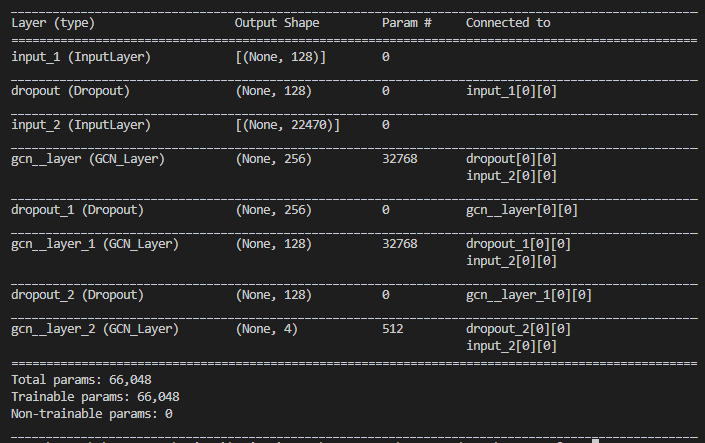 Layer (type) Output Shape Param # Connected to
input_1 (InputLayer) [(None, 128)] 0
dropout (Dropout) (None, 128) 0 input_1[0][0]
input_2 (InputLayer) [(None, 22470)] 0
gcn__layer (GCN_Layer) (None, 256) 32768 dropout[0][0]
input_2[0][0]
dropout_1 (Dropout) (None, 256) 0 gcn__layer[0][0]
gcn__layer_1 (GCN_Layer) (None, 128) 32768 dropout_1[0][0]
input_2[0][0]
dropout_2 (Dropout) (None, 128) 0 gcn__layer_1[0][0]
gcn__layer_2 (GCN_Layer) (None, 4) 512 dropout_2[0][0]
input_2[0][0]
Total params: 66,048
Trainable params: 66,048
Non-trainable params: 0